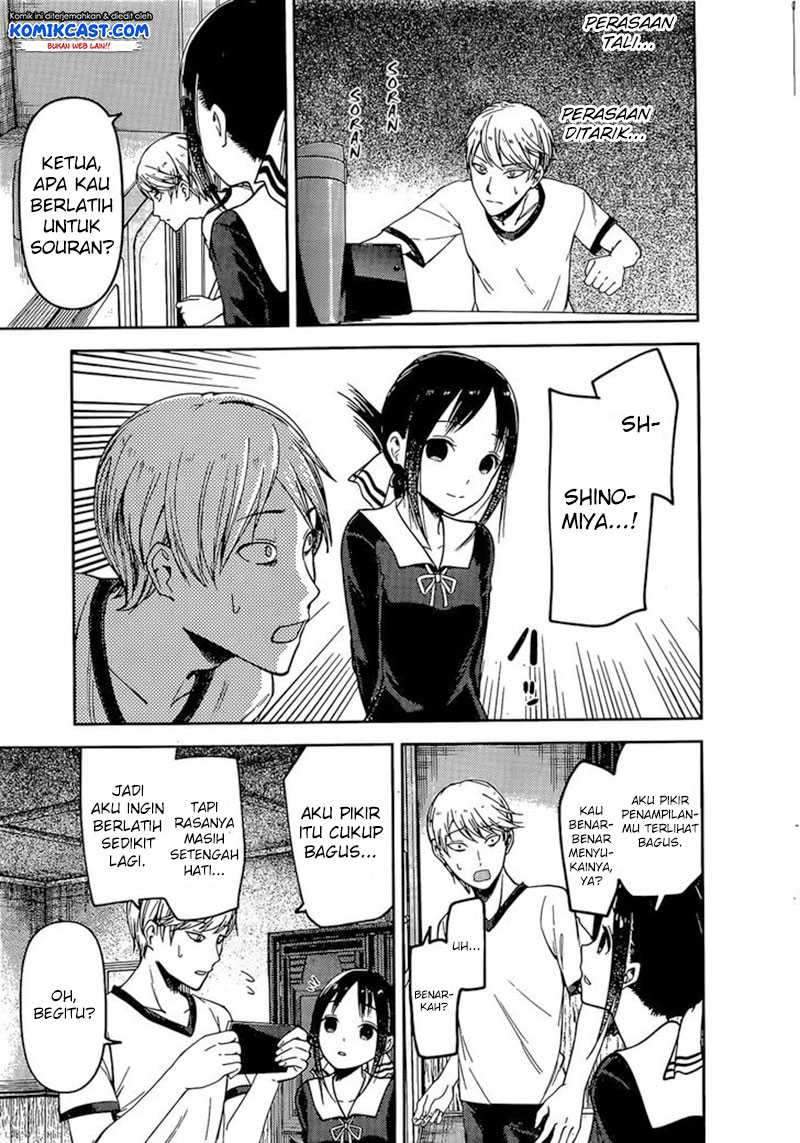 Komik ini diterjemahkan & diedit oleh
KOMIKCAST.COM
BUKAN WEB LAIN!!
PERASAAN
TALI...
PERASAAN
DITARIK...
SORAN
SORAN
KETUA,
APA KAU
BERLATIH
UNTUK
SOURAN?
SH-
SHINO-
MIYA...!
AKU PIKIR
PENAMPILAN-
MU TERLIHAT
BAGUS.
KAU
BENAR-
BENAR
MENYU-
KAINYA,
YA?
UH...
BENAR-
KAH?
AKU PIKIR
ITU CUKUP
BAGUS...
TAPI
RASANYA
MASIH
SETENGAH
HATI...
JADI
AKU INGIN
BERLATIH
SEDIKIT
LAGI.
OH,
BEGITU?